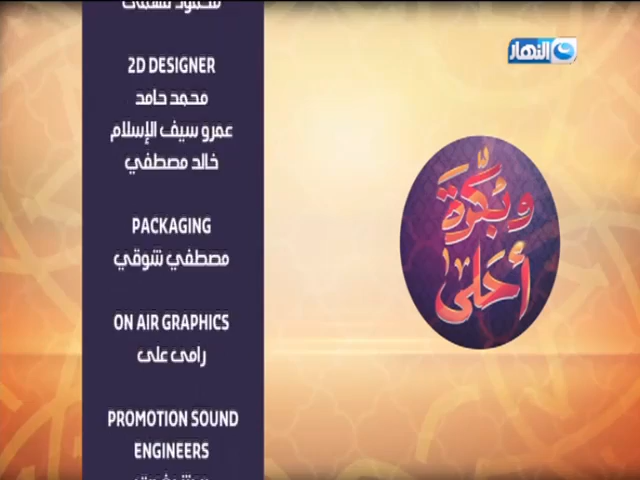 2D DESIGNER
محمد حامد
عمرو سيف الإسلام
خالد مصطفي
PACKAGING
مصطفي شوقي
ON AIR GRAPHICS
رامى على
PROMOTION SOUND
ENGINEERS
النهار
وبكرة
أحلى